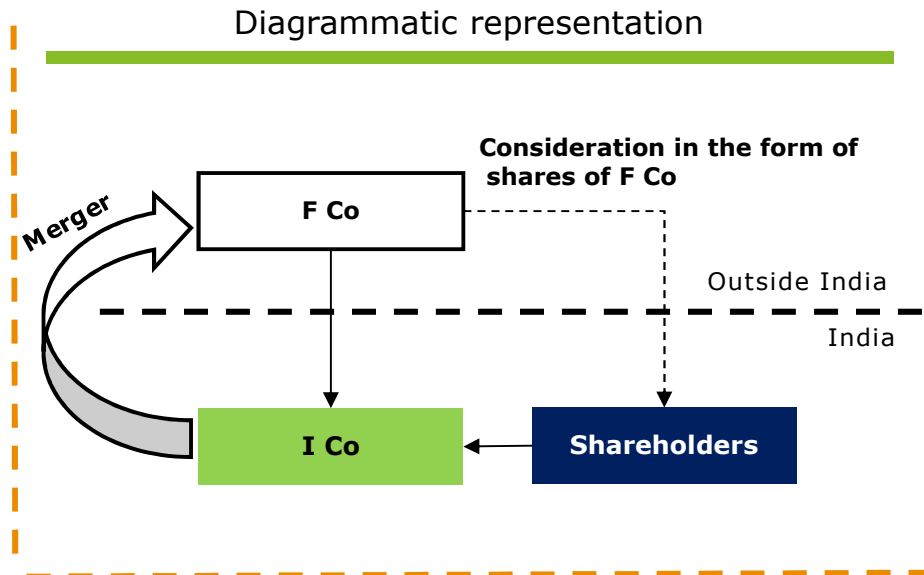 Diagrammatic representation
Consideration in the form of
shares of F Co
Merger
F Co
Outside India
India
I Co
Shareholders